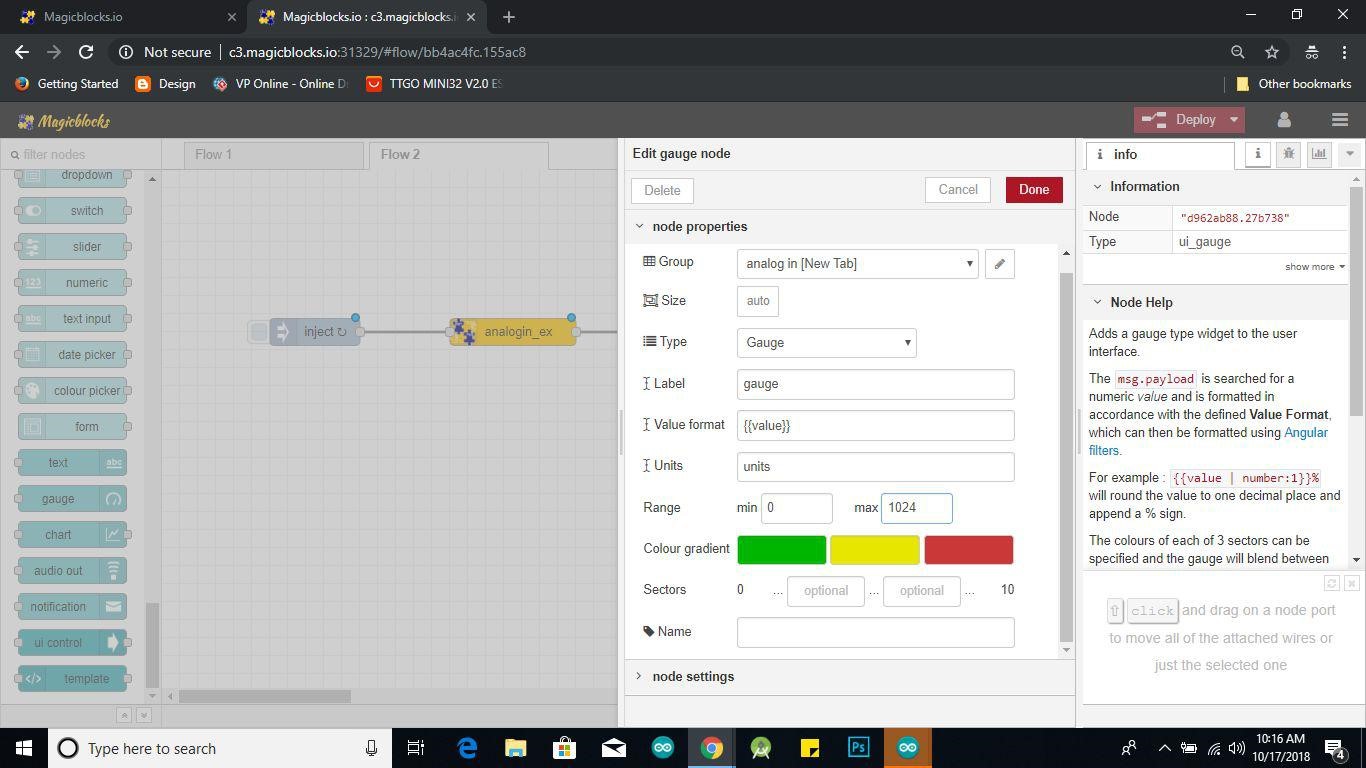 Magicblocks.io
Magicblocks.io : c3.magicblocks.i
Not secure
c3.magicblocks.io:31329/#flow/bb4ac4fc.155ac8
Getting Started
Design
VP Online - Online D
TTGO MINI32 V2.0 ES
Other bookmarks
Magicblocks
Deploy
filter nodes
Flow 1
Flow 2
dropdown
switch
slider
123 numeric
abc text input
date picker
colour picker
form
text abc
gauge
chart
audio out
notification
ui control
</> template
inject ↻
analogin_ex
Edit gauge node
Delete
Cancel
Done
node properties
Group
analog in [New Tab]
Size
auto
Type
Gauge
Label
gauge
Value format
{{value}}
Units
units
Range
min 0
max 1024
Colour gradient
Sectors
0 ... optional ... optional ... 10
Name
node settings
i info
i
Information
Node "d962ab88.27b738"
Type ui_gauge
show more
Node Help
Adds a gauge type widget to the user
interface.
The msg.payload is searched for a
numeric value and is formatted in
accordance with the defined Value Format,
which can then be formatted using Angular
filters.
For example : {{value | number:1}}%
will round the value to one decimal place and
append a % sign.
The colours of each of 3 sectors can be
specified and the gauge will blend between
⇧ click and drag on a node port
to move all of the attached wires or
just the selected one
Type here to search
Ps
10:16 AM
10/17/2018
4